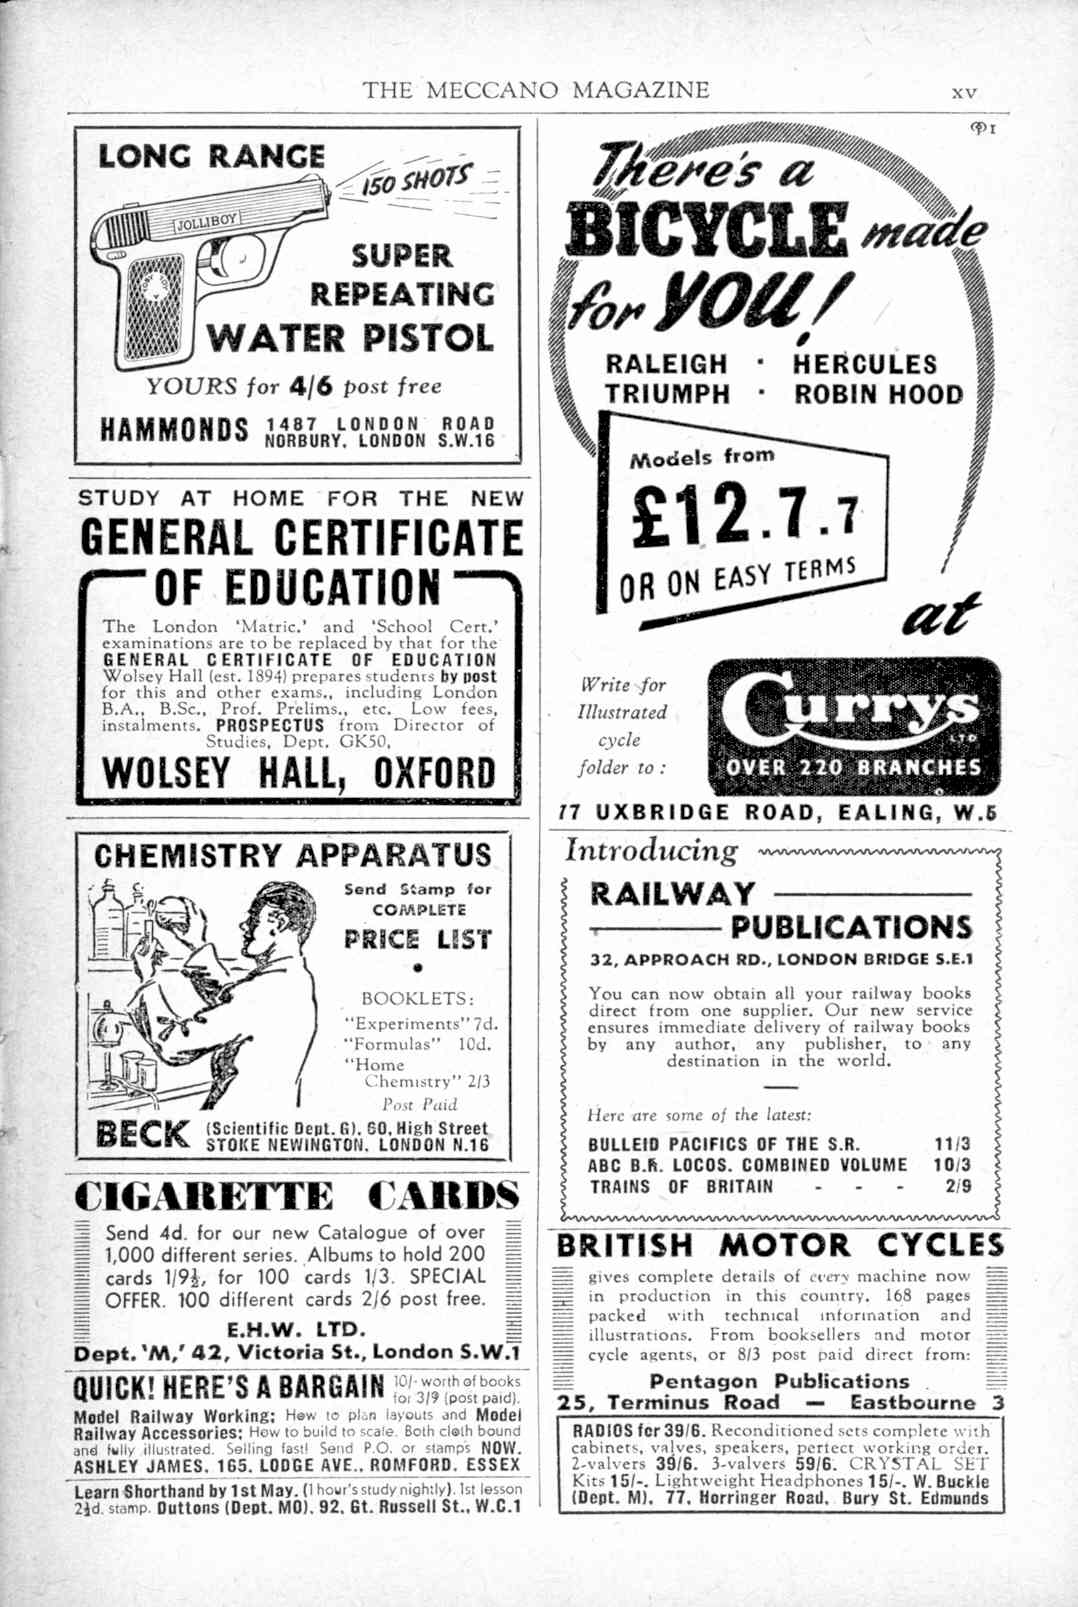 THE MECCANO MAGAZINE
xv
LONG RANGE
150 SHOTS
JOLLIBOY
SUPER
REPEATING
WATER PISTOL
YOURS for 4/6 post free
HAMMONDS 1487 LONDON ROAD
NORBURY, LONDON S.W.16
STUDY AT HOME FOR THE NEW
GENERAL CERTIFICATE
OF EDUCATION
The London 'Matric.' and 'School Cert.'
examinations are to be replaced by that for the
GENERAL CERTIFICATE OF EDUCATION
Wolsey Hall (est. 1894) prepares students by post
for this and other exams., including London
B.A., B.Sc., Prof. Prelims., etc. Low fees,
instalments. PROSPECTUS from Director of
Studies, Dept. GK50,
WOLSEY HALL, OXFORD
CHEMISTRY APPARATUS
Send Stamp for
COMPLETE
PRICE LIST
BOOKLETS:
"Experiments" 7d.
"Formulas" 10d.
"Home
Chemistry" 2/3
Post Paid
BECK (Scientific Dept. G), 60, High Street
STOKE NEWINGTON, LONDON N.16
CIGARETTE CARDS
Send 4d. for our new Catalogue of over
1,000 different series. Albums to hold 200
cards 1/9½, for 100 cards 1/3. SPECIAL
OFFER. 100 different cards 2/6 post free.
E.H.W. LTD.
Dept. 'M,' 42, Victoria St., London S.W.1
QUICK! HERE'S A BARGAIN 10/- worth of books
for 3/9 (post paid).
Model Railway Working: How to plan layouts and Model
Railway Accessories: How to build to scale. Both cloth bound
and fully illustrated. Selling fast! Send P.O. or stamps NOW.
ASHLEY JAMES, 165, LODGE AVE., ROMFORD, ESSEX
Learn Shorthand by 1st May. (1 hour's study nightly). 1st lesson
2½d. stamp. Duttons (Dept. MO), 92, Gt. Russell St., W.C.1
There's a
BICYCLE made
for YOU!
RALEIGH · HERCULES
TRIUMPH · ROBIN HOOD
Models from
£12.7.7
OR ON EASY TERMS
at
Write for
Illustrated
cycle
folder to:
Currys
LTD
OVER 220 BRANCHES
77 UXBRIDGE ROAD, EALING, W.5
Introducing
RAILWAY
PUBLICATIONS
32, APPROACH RD., LONDON BRIDGE S.E.1
You can now obtain all your railway books
direct from one supplier. Our new service
ensures immediate delivery of railway books
by any author, any publisher, to any
destination in the world.
Here are some of the latest:
BULLEID PACIFICS OF THE S.R. 11/3
ABC B.R. LOCOS. COMBINED VOLUME 10/3
TRAINS OF BRITAIN - - - 2/9
BRITISH MOTOR CYCLES
gives complete details of every machine now
in production in this country. 168 pages
packed with technical information and
illustrations. From booksellers and motor
cycle agents, or 8/3 post paid direct from:
Pentagon Publications
25, Terminus Road — Eastbourne 3
RADIOS for 39/6. Reconditioned sets complete with
cabinets, valves, speakers, perfect working order.
2-valvers 39/6. 3-valvers 59/6. CRYSTAL SET
Kits 15/-. Lightweight Headphones 15/-. W. Buckle
(Dept. M), 77, Horringer Road, Bury St. Edmunds